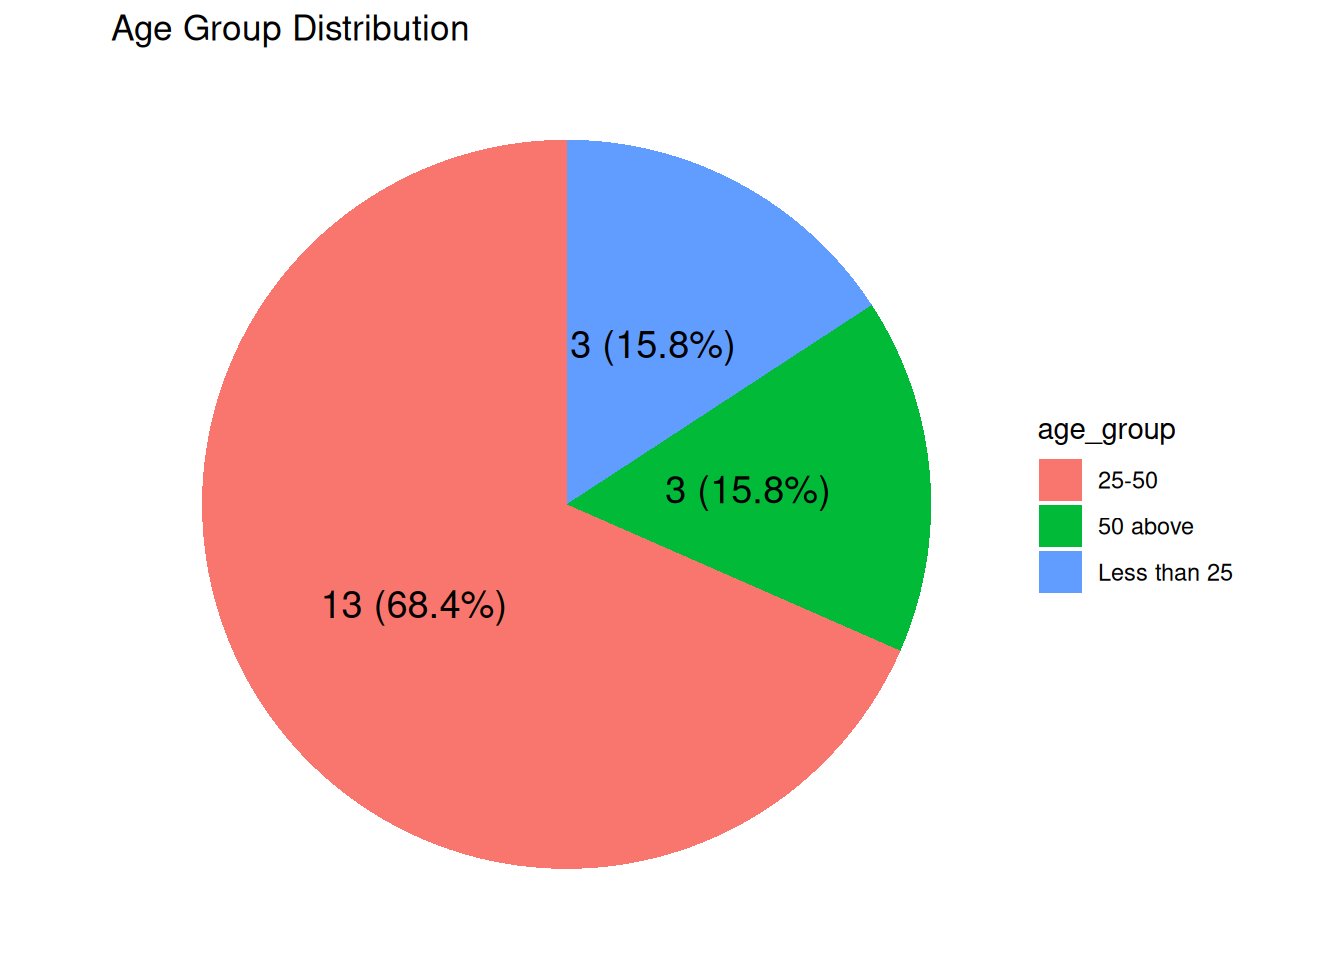 Age Group Distribution
3 (15.8%)
3 (15.8%)
13 (68.4%)
age_group
25-50
50 above
Less than 25